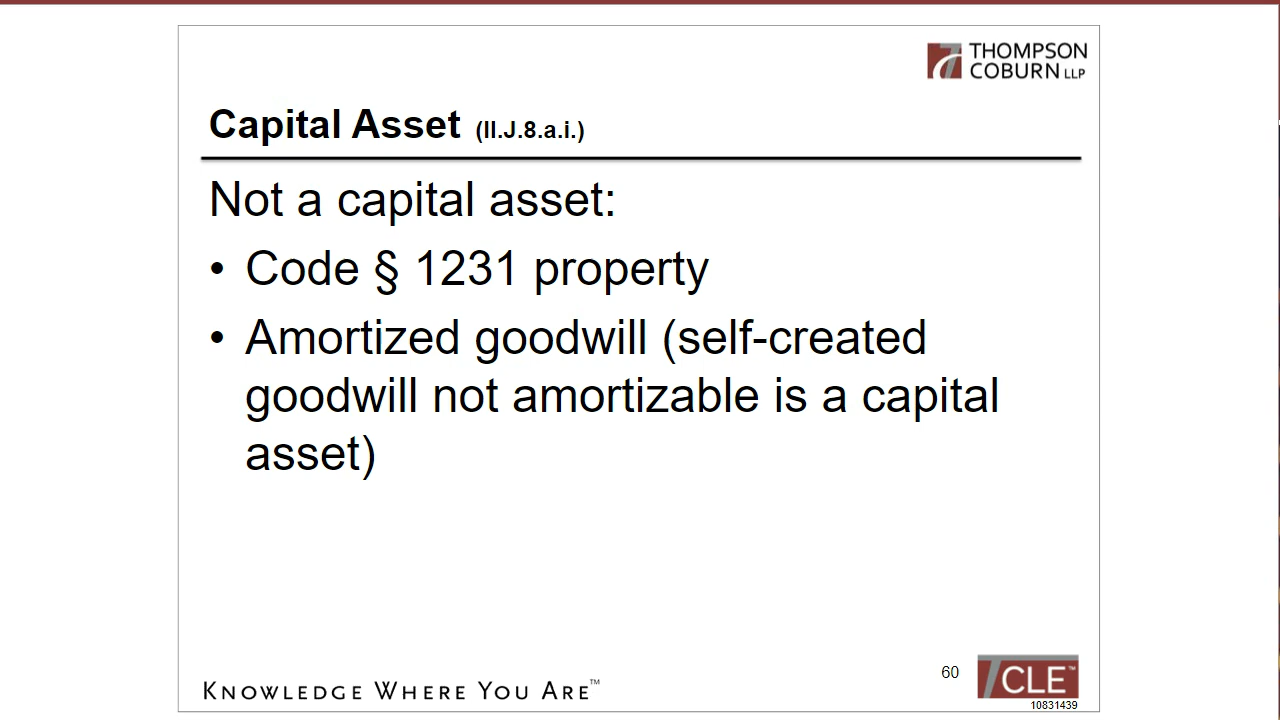 THOMPSON
COBURN LLP
Capital Asset (II.J.8.a.i.)
Not a capital asset:
• Code § 1231 property
• Amortized goodwill (self-created
goodwill not amortizable is a capital
asset)
KNOWLEDGE WHERE YOU ARE™
60
TCLE™
10831439